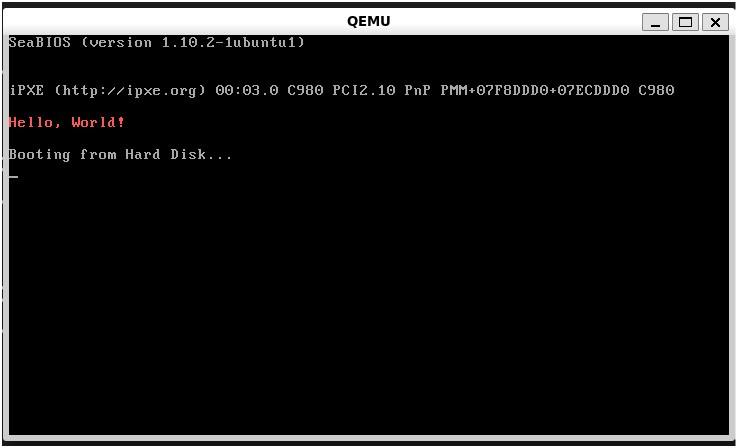 QEMU
SeaBIOS (version 1.10.2-1ubuntu1)
iPXE (http://ipxe.org) 00:03.0 C980 PCI2.10 PnP PMM+07F8DDD0+07ECDDD0 C980
Hello, World!
Booting from Hard Disk...
_